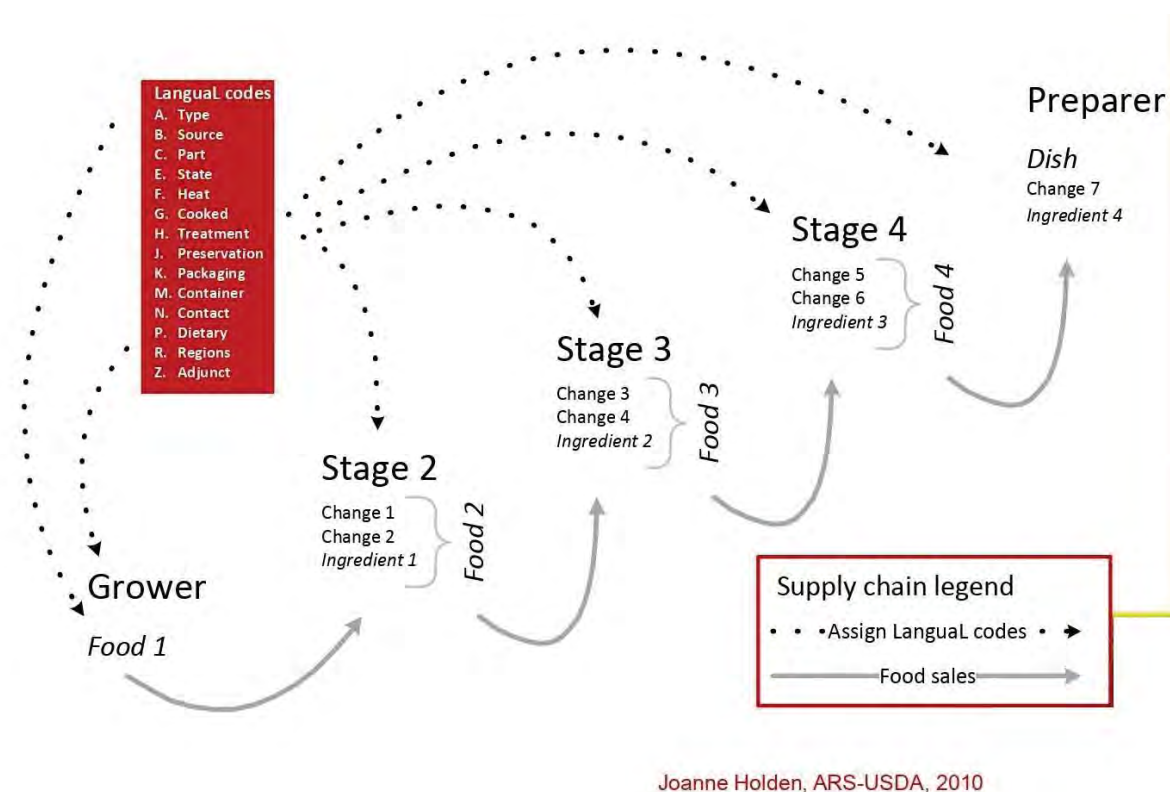 LanguaL codes
A. Type
B. Source
C. Part
E. State
F. Heat
G. Cooked
H. Treatment
J. Preservation
K. Packaging
M. Container
N. Contact
P. Dietary
R. Regions
Z. Adjunct
Grower
Food 1
Stage 2
Change 1
Change 2
Ingredient 1
Food 2
Stage 3
Change 3
Change 4
Ingredient 2
Food 3
Stage 4
Change 5
Change 6
Ingredient 3
Food 4
Preparer
Dish
Change 7
Ingredient 4
Supply chain legend
Assign LanguaL codes
Food sales
Joanne Holden, ARS-USDA, 2010